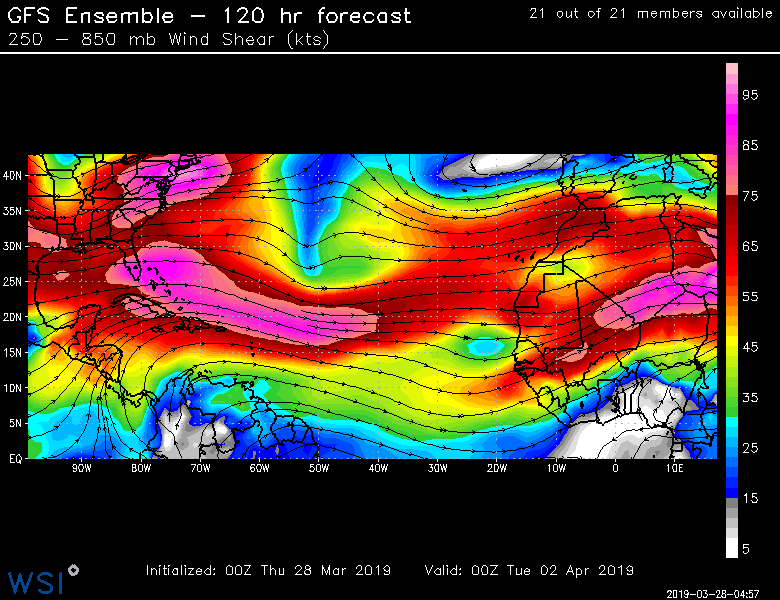 GFS Ensemble – 120 hr forecast
21 out of 21 members available
250 – 850 mb Wind Shear (kts)
95
85
75
65
55
45
35
25
15
5
40N
35N
30N
25N
20N
15N
10N
5N
EQ
90W 80W 70W 60W 50W 40W 30W 20W 10W 0 10E
Initialized: 00Z Thu 28 Mar 2019 Valid: 00Z Tue 02 Apr 2019
WSI
2019-03-28-04:57